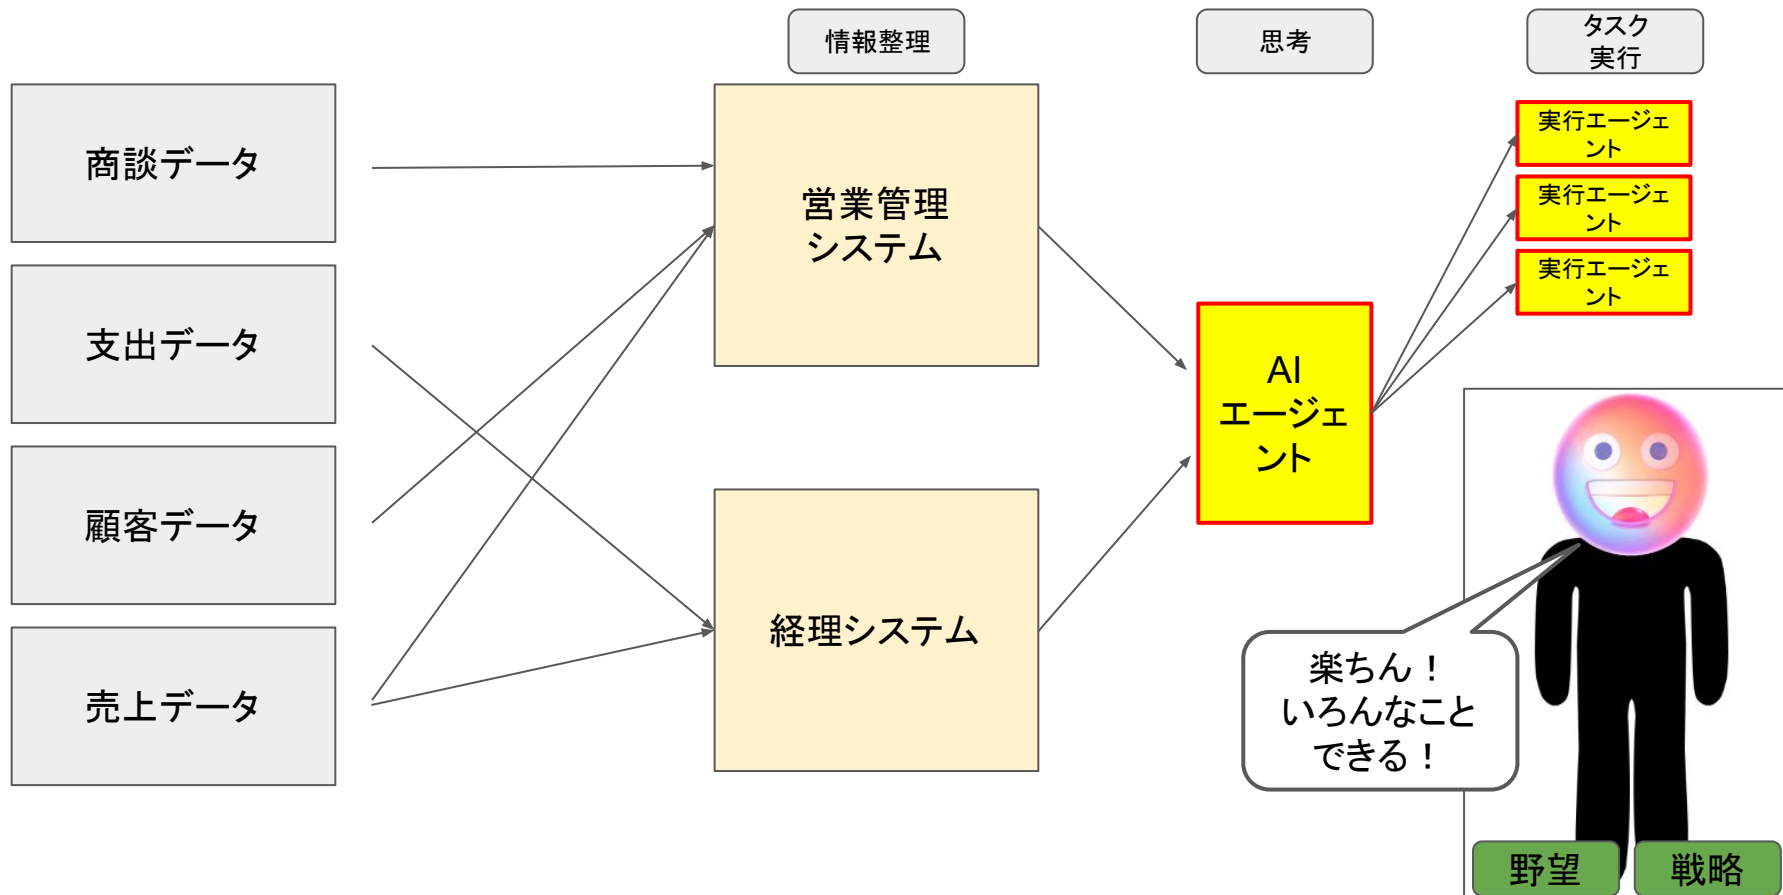 情報整理
思考
タスク
実行
商談データ
支出データ
顧客データ
売上データ
営業管理
システム
経理システム
AI
エージェ
ント
実行エージェ
ント
実行エージェ
ント
実行エージェ
ント
楽ちん！
いろんなこと
できる！
野望
戦略